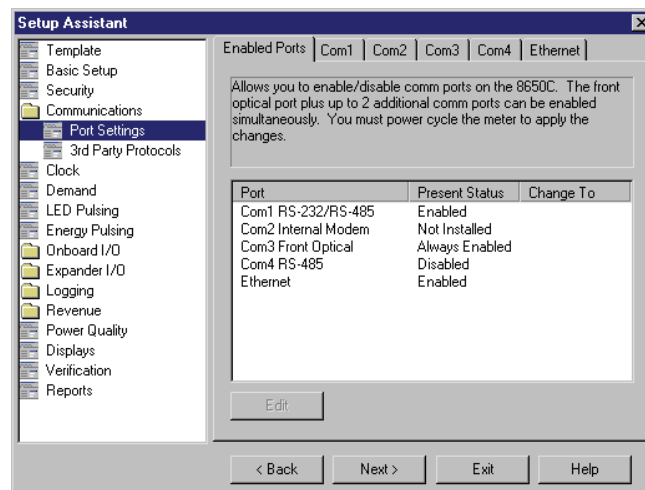 Setup Assistant
Template
Basic Setup
Security
Communications
Port Settings
3rd Party Protocols
Clock
Demand
LED Pulsing
Energy Pulsing
Onboard I/O
Expander I/O
Logging
Revenue
Power Quality
Displays
Verification
Reports
Enabled Ports Com1 Com2 Com3 Com4 Ethernet
Allows you to enable/disable comm ports on the 8650C. The front
optical port plus up to 2 additional comm ports can be enabled
simultaneously. You must power cycle the meter to apply the
changes.
Port Present Status Change To
Com1 RS-232/RS-485 Enabled
Com2 Internal Modem Not Installed
Com3 Front Optical Always Enabled
Com4 RS-485 Disabled
Ethernet Enabled
Edit
< Back Next > Exit Help